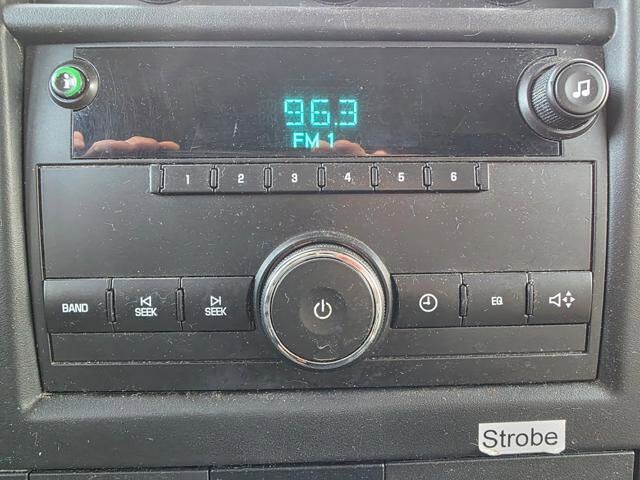 96.3
FM 1
1 2 3 4 5 6
BAND SEEK SEEK EQ
Strobe